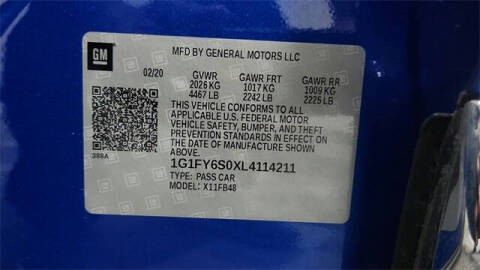 GM
MFD BY GENERAL MOTORS LLC
02/20 GVWR GAWR FRT GAWR RR
2026 KG 1017 KG 1009 KG
4467 LB 2242 LB 2225 LB
THIS VEHICLE CONFORMS TO ALL
APPLICABLE U.S. FEDERAL MOTOR
VEHICLE SAFETY, BUMPER, AND THEFT
PREVENTION STANDARDS IN EFFECT ON
THE DATE OF MANUFACTURE SHOWN
ABOVE.
388A
1G1FY6S0XL4114211
TYPE: PASS CAR
MODEL: X11FB48